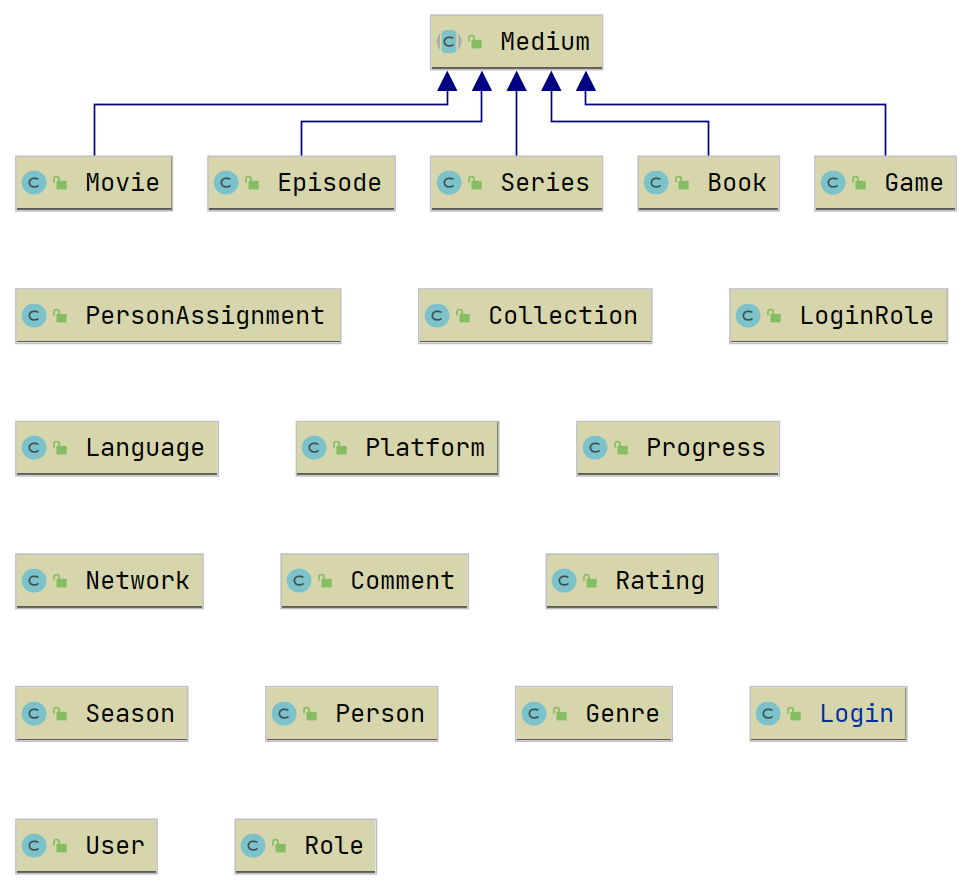 Medium
Movie Episode Series Book Game
PersonAssignment Collection LoginRole
Language Platform Progress
Network Comment Rating
Season Person Genre Login
User Role